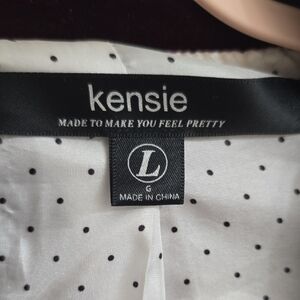 kensie
MADE TO MAKE YOU FEEL PRETTY
L
G
MADE IN CHINA